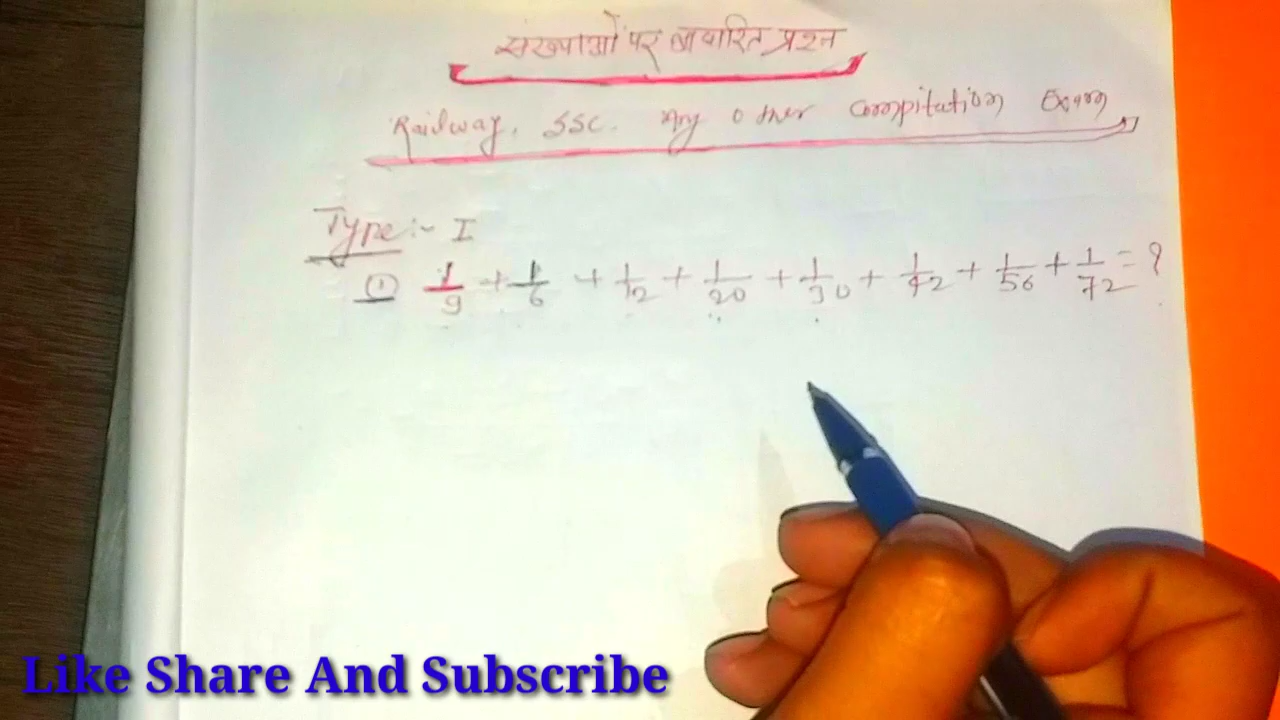 संख्याओं पर आधारित प्रश्न
Railway, SSC. Any other Compitation Exam
Type :- I
① 1/9 + 1/6 + 1/12 + 1/20 + 1/30 + 1/42 + 1/56 + 1/72 = ?
Like Share And Subscribe